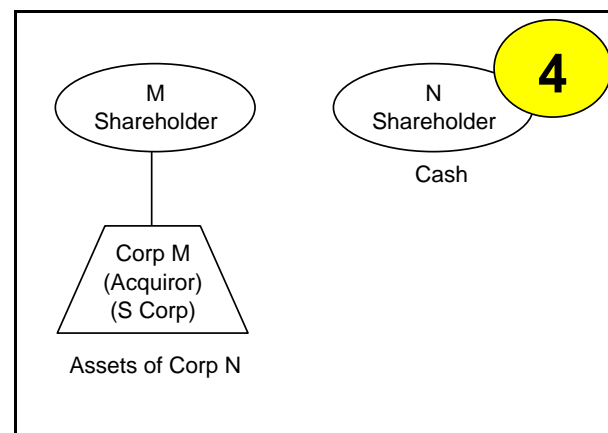 4
M
Shareholder
N
Shareholder
Cash
Corp M
(Acquiror)
(S Corp)
Assets of Corp N